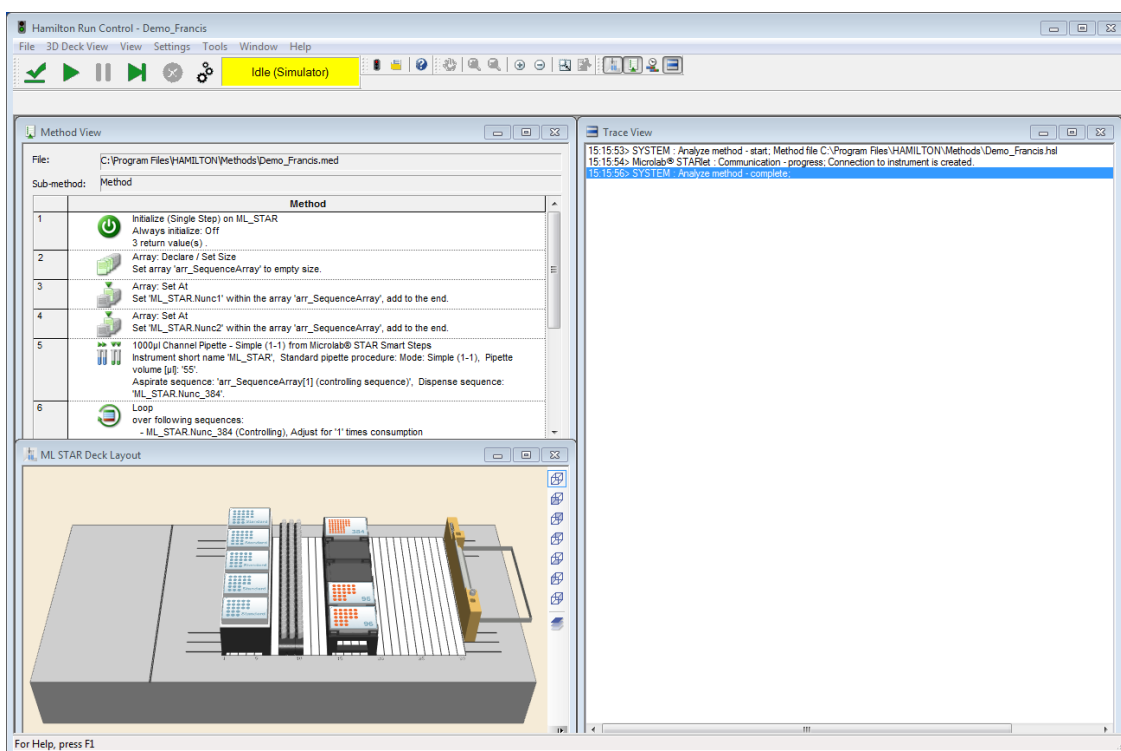 Hamilton Run Control - Demo_Francis
File 3D Deck View View Settings Tools Window Help
Idle (Simulator)
Method View
File: C:\Program Files\HAMILTON\Methods\Demo_Francis.med
Sub-method: Method
Method
1 Initialize (Single Step) on ML_STAR
Always initialize: Off
3 return value(s) .
2 Array: Declare / Set Size
Set array 'arr_SequenceArray' to empty size.
3 Array: Set At
Set 'ML_STAR.Nunc1' within the array 'arr_SequenceArray', add to the end.
4 Array: Set At
Set 'ML_STAR.Nunc2' within the array 'arr_SequenceArray', add to the end.
5 1000µl Channel Pipette - Simple (1-1) from Microlab® STAR Smart Steps
Instrument short name 'ML_STAR', Standard pipette procedure: Mode: Simple (1-1), Pipette
volume [µl]: '55'.
Aspirate sequence: 'arr_SequenceArray[1] (controlling sequence)', Dispense sequence:
'ML_STAR.Nunc_384'.
6 Loop
over following sequences:
- ML_STAR.Nunc_384 (Controlling), Adjust for '1' times consumption
Trace View
15:15:53> SYSTEM : Analyze method - start; Method file C:\Program Files\HAMILTON\Methods\Demo_Francis.hsl
15:15:54> Microlab® STARlet : Communication - progress; Connection to instrument is created.
15:15:56> SYSTEM : Analyze method - complete;
ML STAR Deck Layout
384
96
96
For Help, press F1